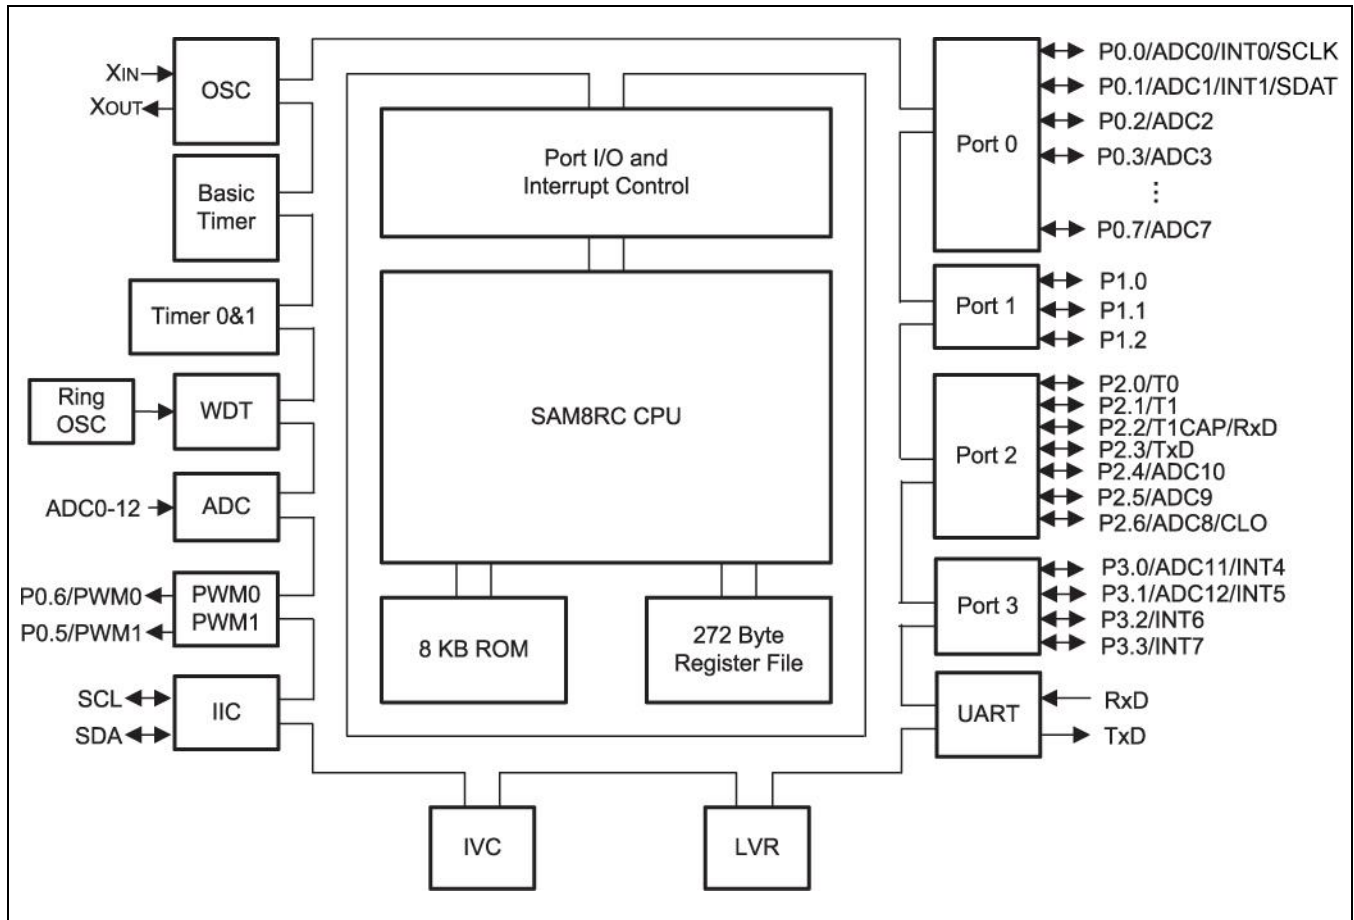 XIN
XOUT
OSC
Basic
Timer
Timer 0&1
Ring
OSC
WDT
ADC0-12
ADC
P0.6/PWM0
P0.5/PWM1
PWM0
PWM1
SCL
SDA
IIC
Port I/O and
Interrupt Control
SAM8RC CPU
8 KB ROM
272 Byte
Register File
IVC
LVR
Port 0
P0.0/ADC0/INT0/SCLK
P0.1/ADC1/INT1/SDAT
P0.2/ADC2
P0.3/ADC3
⋮
P0.7/ADC7
Port 1
P1.0
P1.1
P1.2
Port 2
P2.0/T0
P2.1/T1
P2.2/T1CAP/RxD
P2.3/TxD
P2.4/ADC10
P2.5/ADC9
P2.6/ADC8/CLO
Port 3
P3.0/ADC11/INT4
P3.1/ADC12/INT5
P3.2/INT6
P3.3/INT7
UART
RxD
TxD